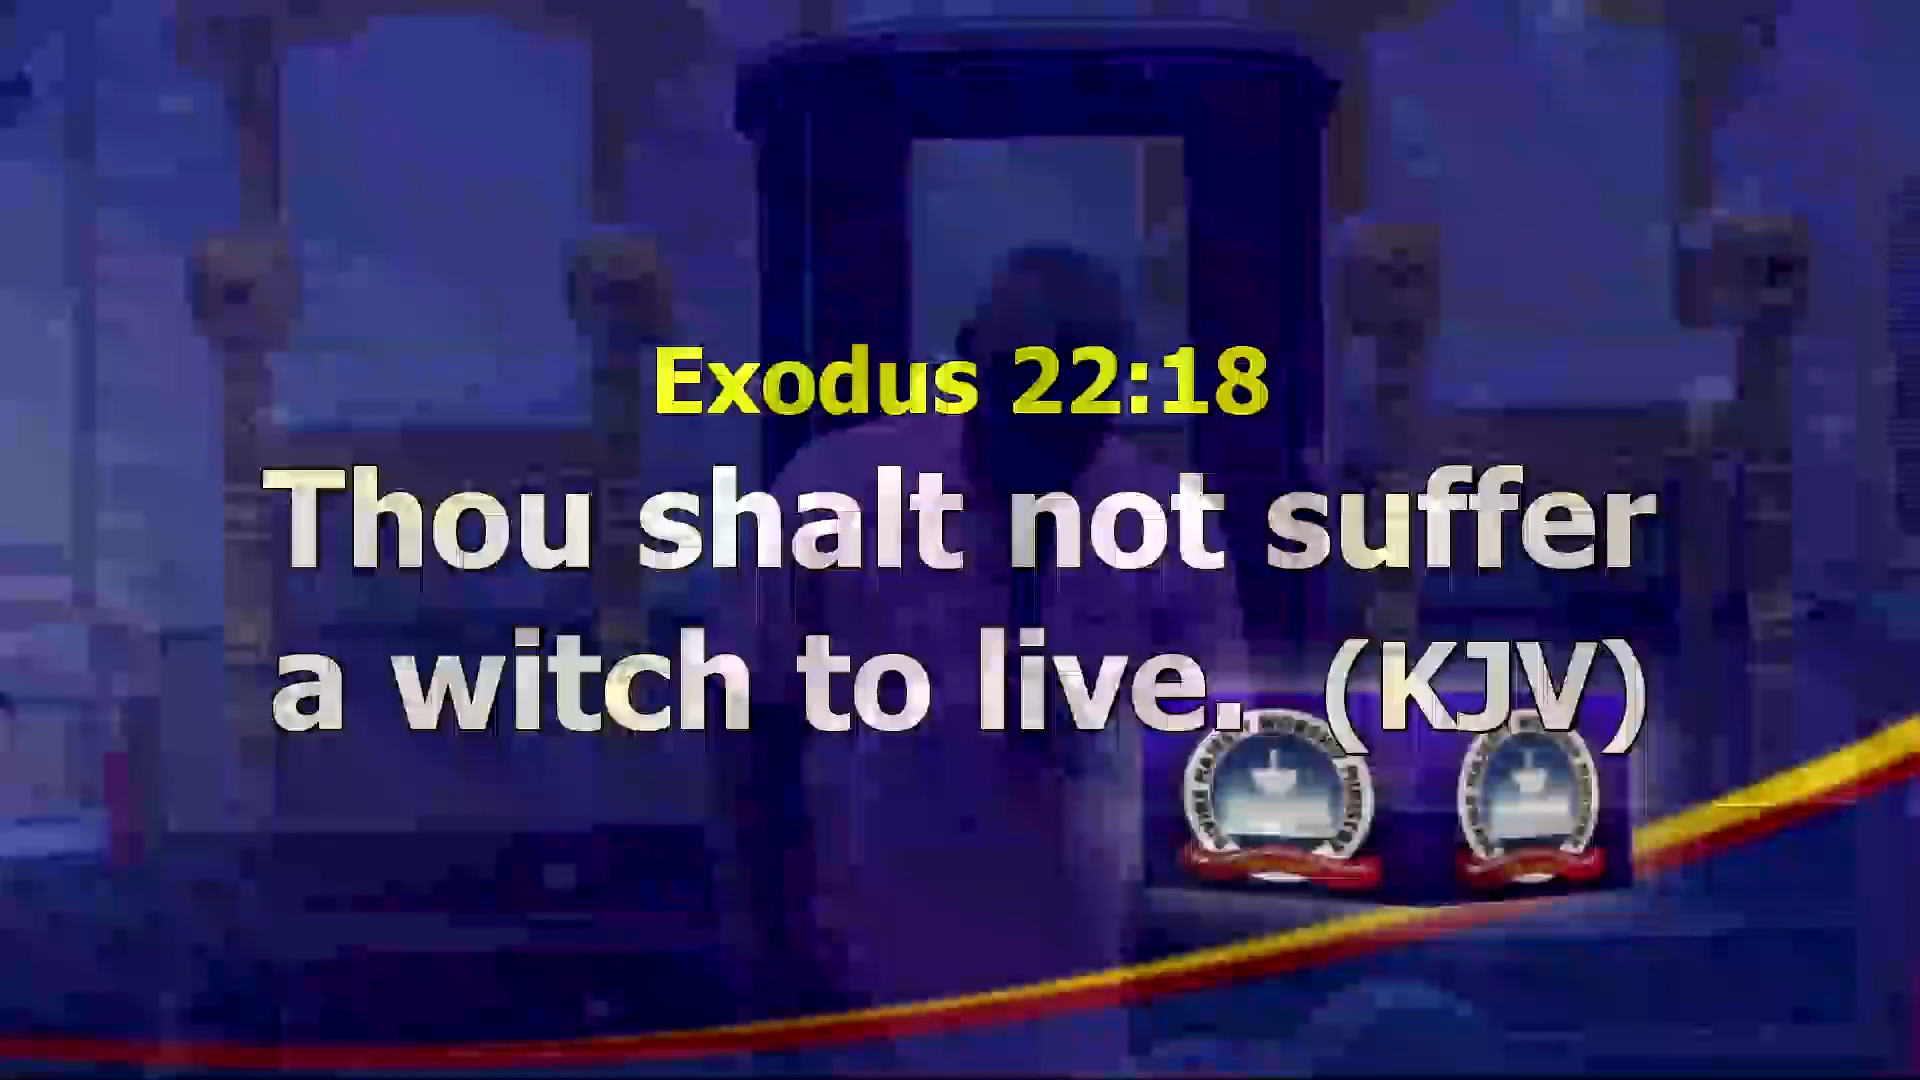 Exodus 22:18
Thou shalt not suffer
a witch to live. (KJV)